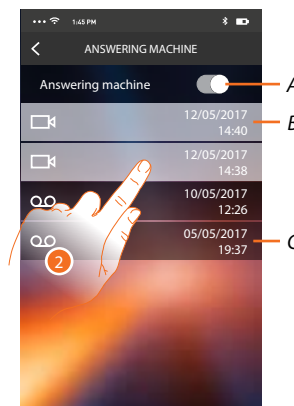 1:45 PM
ANSWERING MACHINE
Answering machine
A
12/05/2017
14:40
B
12/05/2017
14:38
10/05/2017
12:26
05/05/2017
19:37
C
2